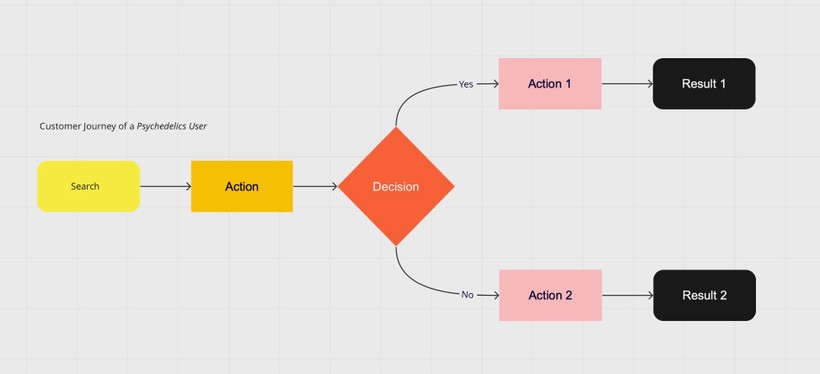 Customer Journey of a Psychedelics User
Search
Action
Decision
Yes
Action 1
Result 1
No
Action 2
Result 2